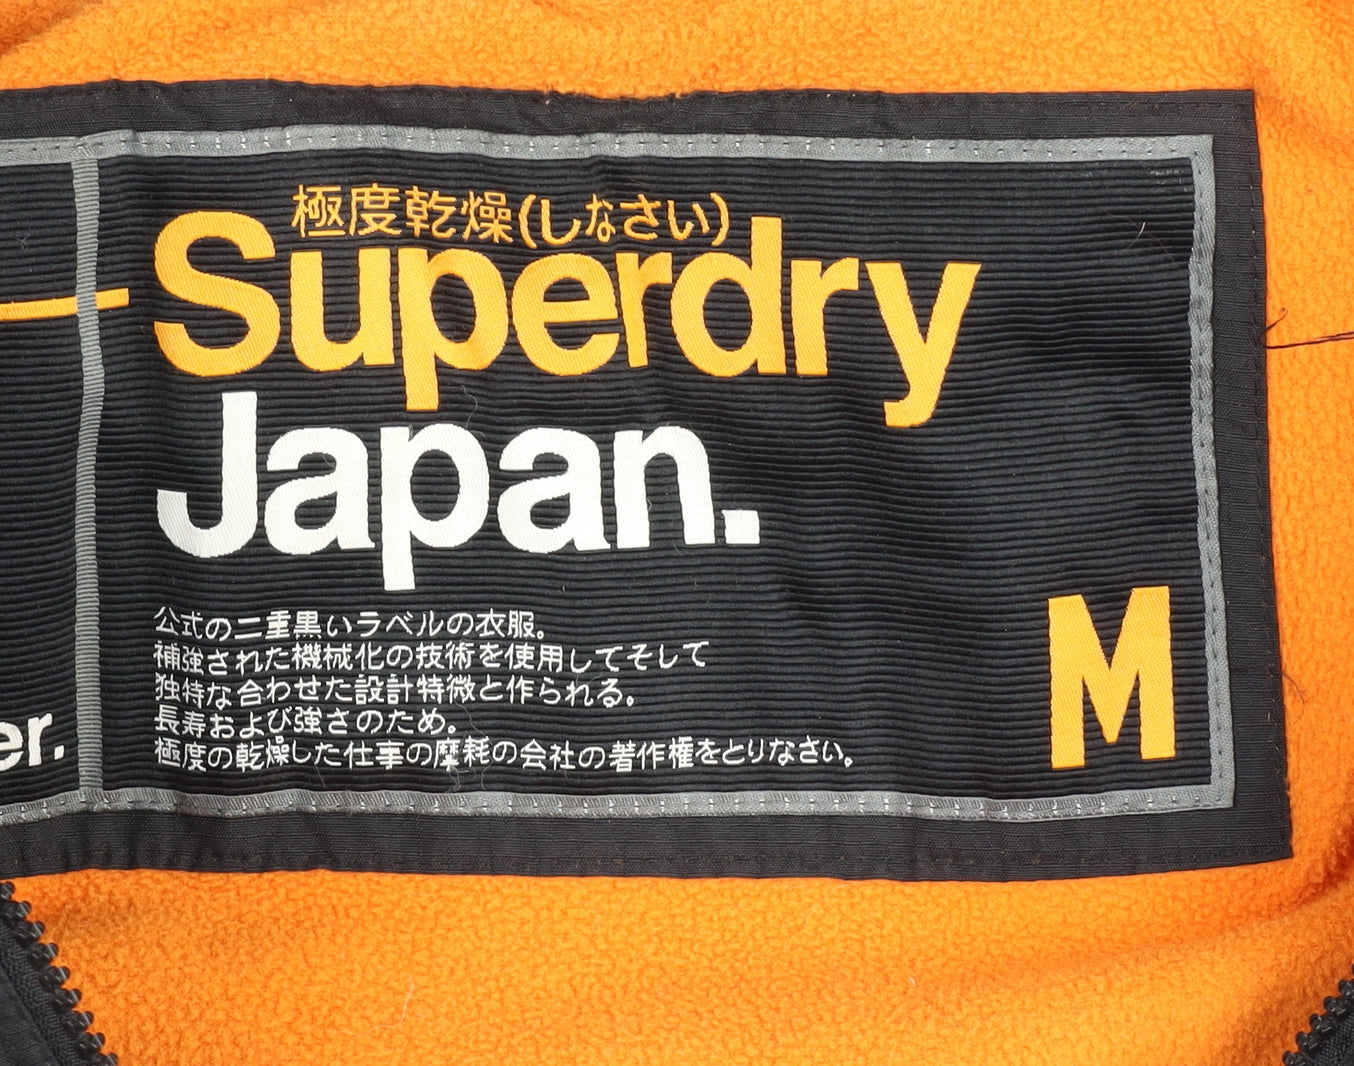 極度乾燥(しなさい)
Superdry
Japan.
公式の二重黒いラベルの衣服。
補強された機械化の技術を使用してそして
独特な合わせた設計特徴と作られる。
長寿および強さのため。
極度の乾燥した仕事の摩耗の会社の著作権をとりなさい。
M
er.